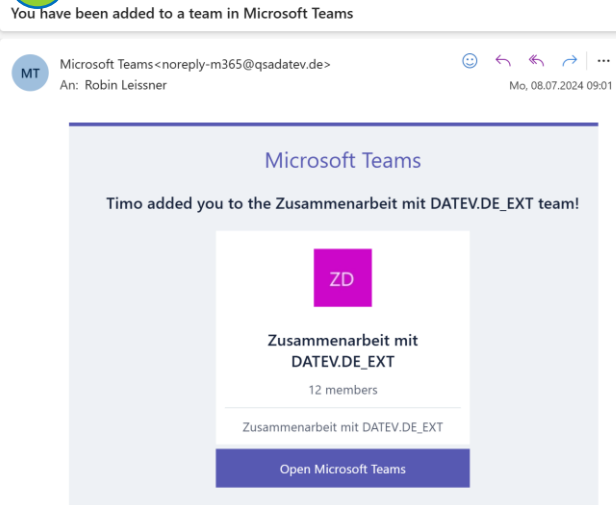 You have been added to a team in Microsoft Teams
MT
Microsoft Teams<noreply-m365@qsadatev.de>
An: Robin Leissner
Mo, 08.07.2024 09:01
Microsoft Teams
Timo added you to the Zusammenarbeit mit DATEV.DE_EXT team!
ZD
Zusammenarbeit mit
DATEV.DE_EXT
12 members
Zusammenarbeit mit DATEV.DE_EXT
Open Microsoft Teams